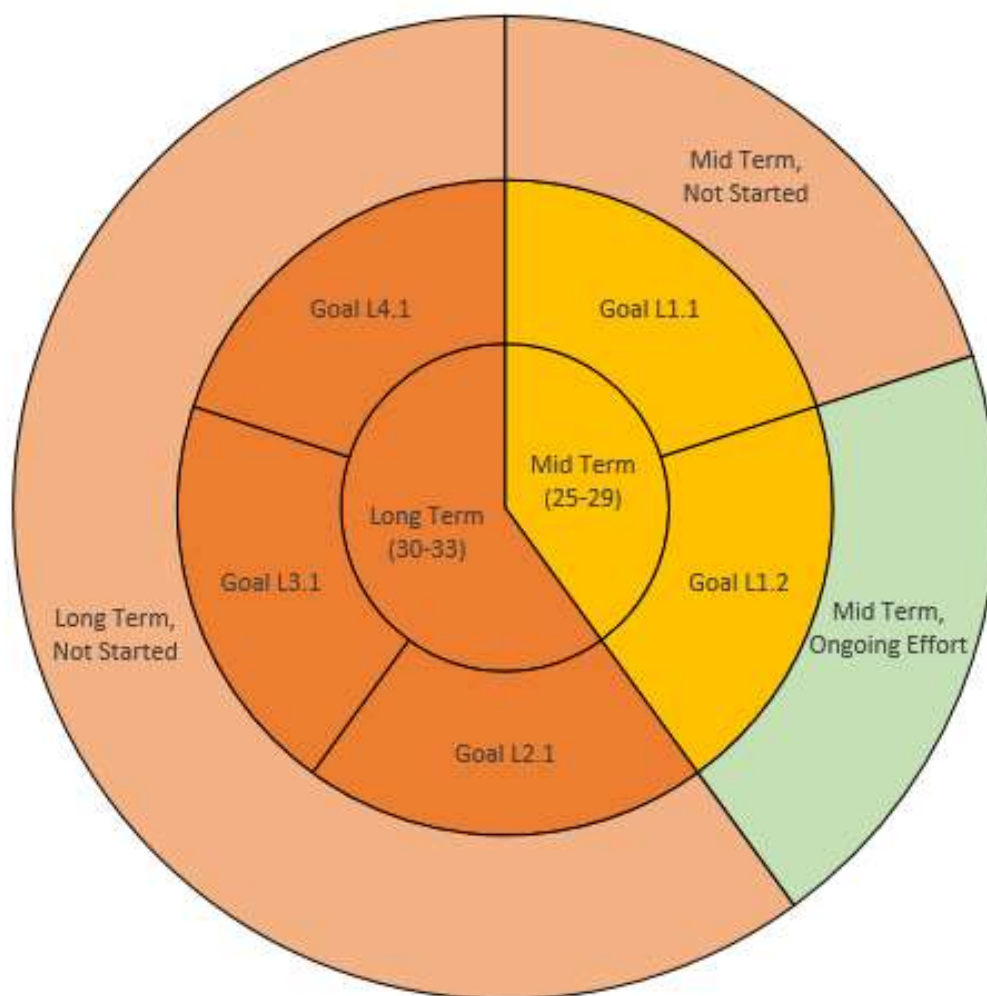 Mid Term,
Not Started
Goal L4.1
Goal L1.1
Mid Term
(25-29)
Long Term
(30-33)
Goal L3.1
Goal L1.2
Long Term,
Not Started
Mid Term,
Ongoing Effort
Goal L2.1